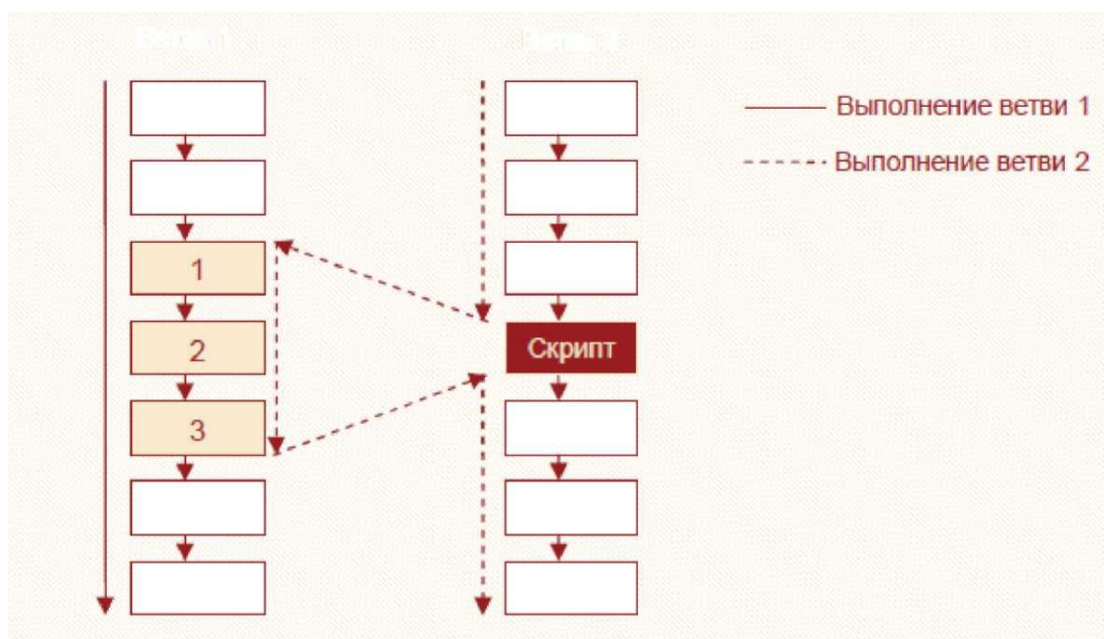 Выполнение ветви 1
Выполнение ветви 2
1
2
Скрипт
3